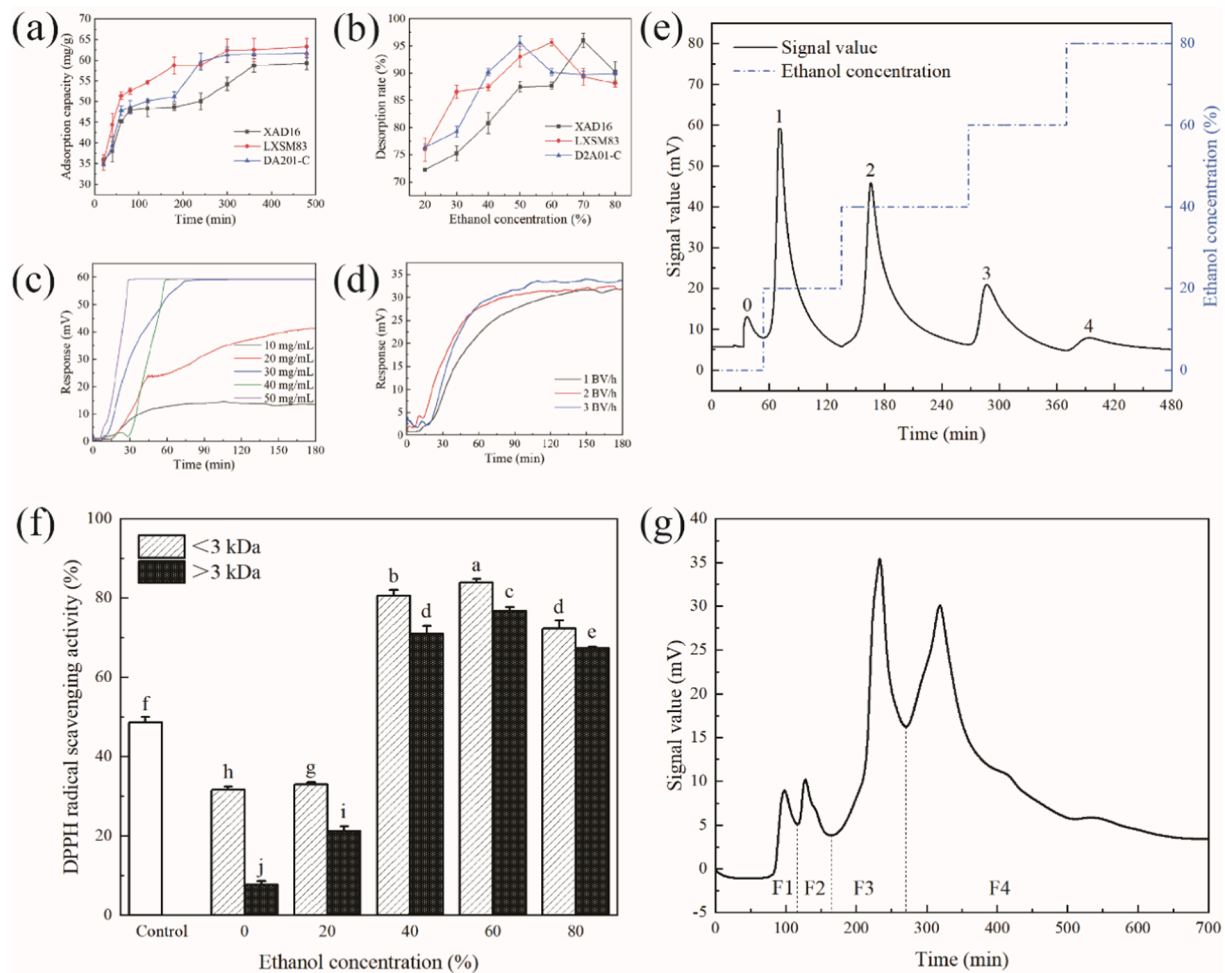 (a)
Adsorption capacity (mg/g)
70
65
60
55
50
45
40
35
30
XAD16
LXSM83
DA201-C
0 100 200 300 400 500
Time (min)
(b)
Desorption rate (%)
100
95
90
85
80
75
70
XAD16
LXSM83
D2A01-C
20 30 40 50 60 70 80
Ethanol concentration (%)
(c)
Response (mV)
60
50
40
30
20
10
0
10 mg/mL
20 mg/mL
30 mg/mL
40 mg/mL
50 mg/mL
0 30 60 90 120 150 180
Time (min)
(d)
Response (mV)
35
30
25
20
15
10
5
0
1 BV/h
2 BV/h
3 BV/h
0 30 60 90 120 150 180
Time (min)
(e)
Signal value (mV)
80
70
60
50
40
30
20
10
0
Signal value
Ethanol concentration
0
1
2
3
4
80
60
40
20
0
Ethanol concentration (%)
0 60 120 180 240 300 360 420 480
Time (min)
(f)
DPPH radical scavenging activity (%)
100
80
60
40
20
0
<3 kDa
>3 kDa
f
h
j
g
i
b
d
a
c
d
e
Control 0 20 40 60 80
Ethanol concentration (%)
(g)
Signal value (mV)
40
35
30
25
20
15
10
5
0
-5
F1 F2 F3 F4
0 100 200 300 400 500 600 700
Time (min)